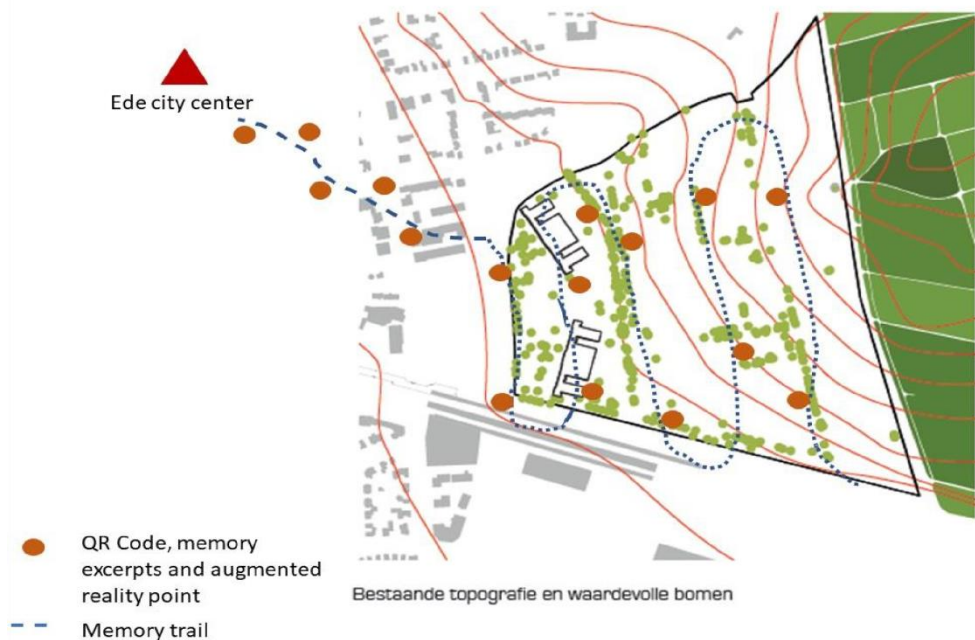 Ede city center
QR Code, memory
excerpts and augmented
reality point
Memory trail
Bestaande topografie en waardevolle bomen